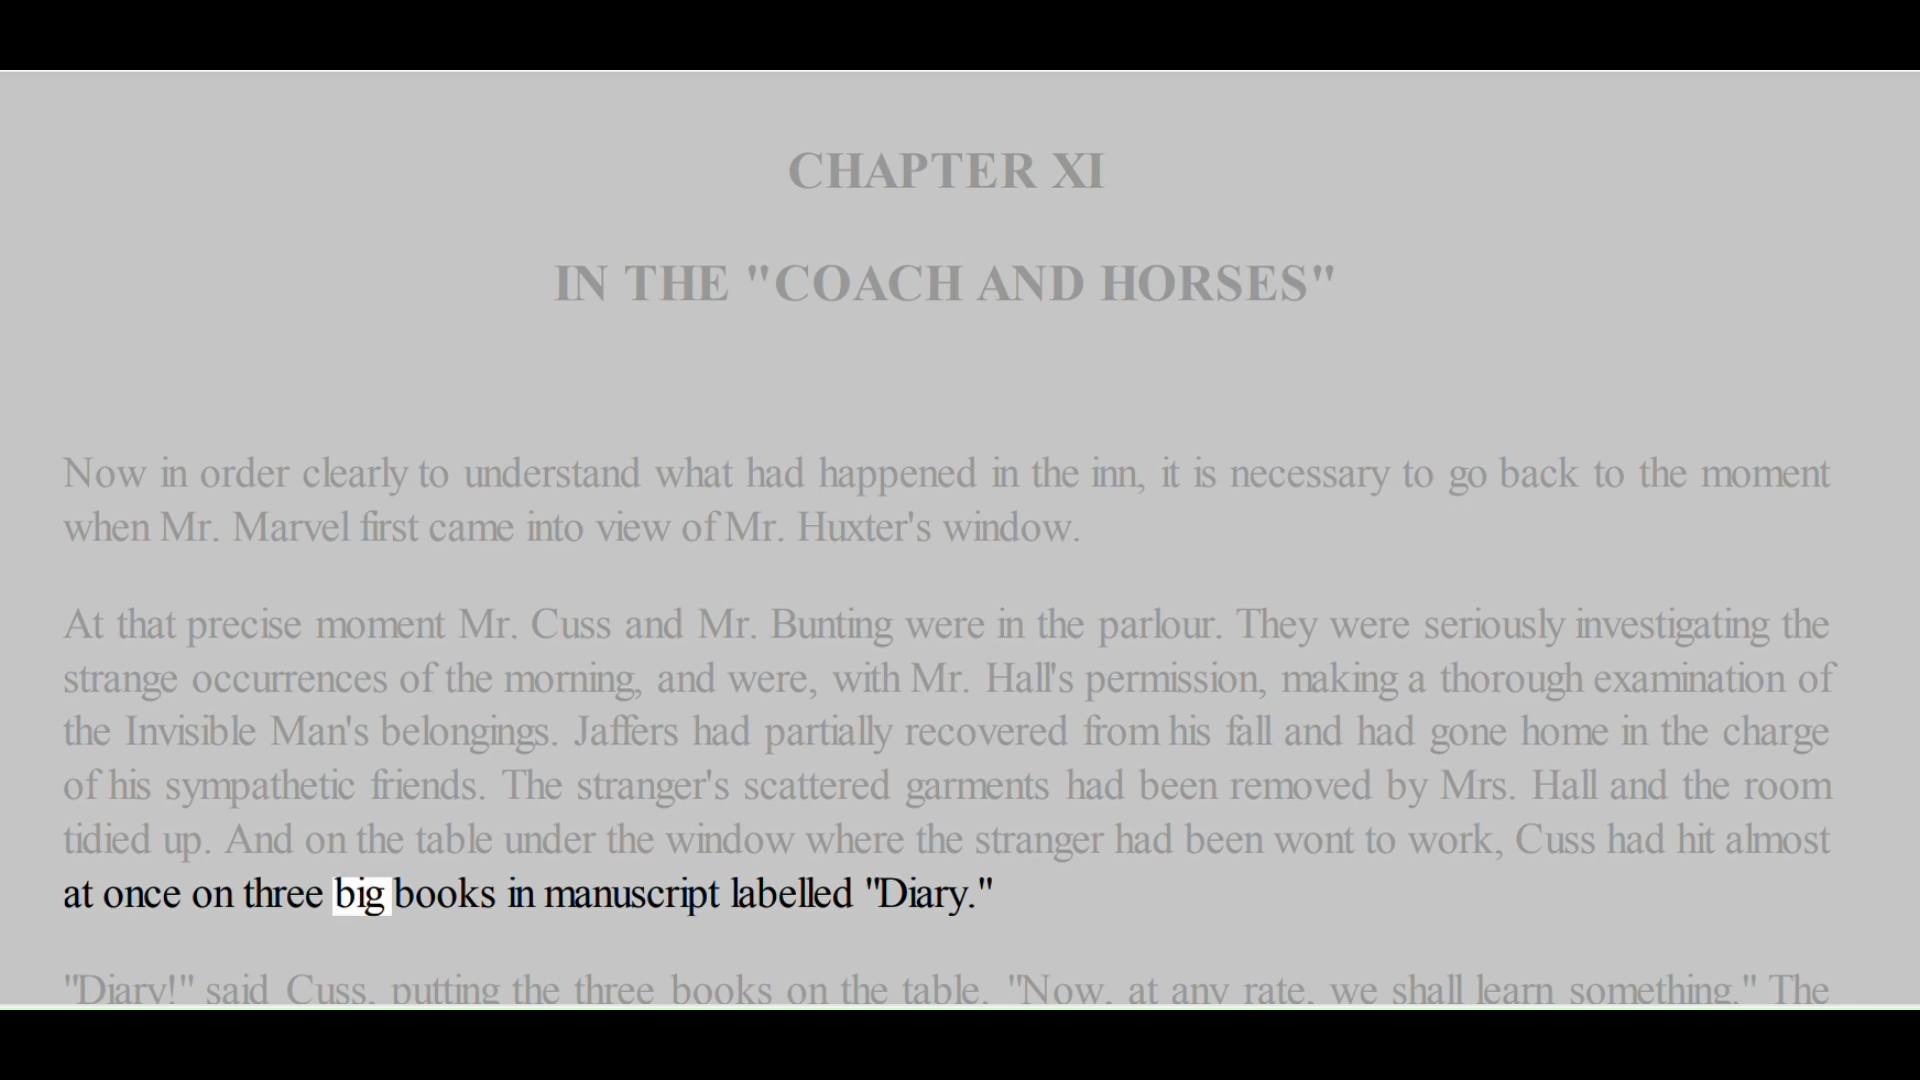 CHAPTER XI
IN THE "COACH AND HORSES"
Now in order clearly to understand what had happened in the inn, it is necessary to go back to the moment
when Mr. Marvel first came into view of Mr. Huxter's window.
At that precise moment Mr. Cuss and Mr. Bunting were in the parlour. They were seriously investigating the
strange occurrences of the morning, and were, with Mr. Hall's permission, making a thorough examination of
the Invisible Man's belongings. Jaffers had partially recovered from his fall and had gone home in the charge
of his sympathetic friends. The stranger's scattered garments had been removed by Mrs. Hall and the room
tidied up. And on the table under the window where the stranger had been wont to work, Cuss had hit almost
at once on three big books in manuscript labelled "Diary."
"Diary!" said Cuss, putting the three books on the table. "Now, at any rate, we shall learn something." The